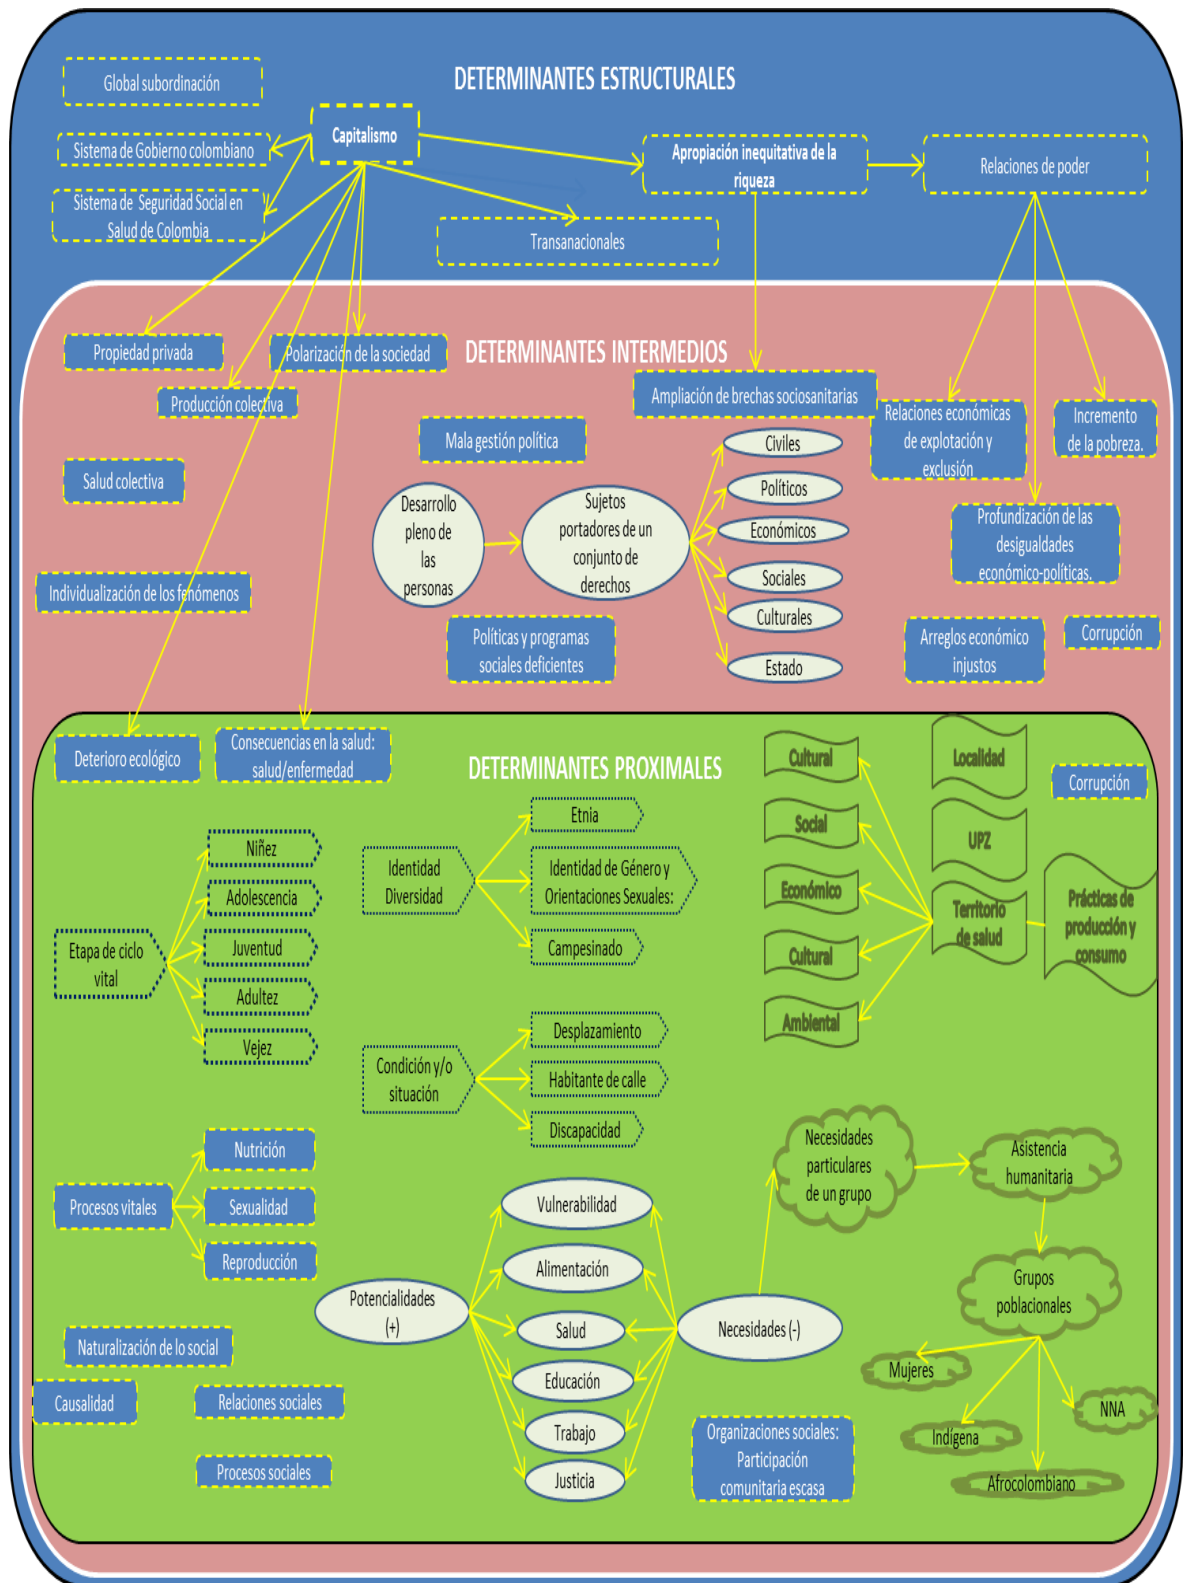 DETERMINANTES ESTRUCTURALES
Global subordinación
Capitalismo
Sistema de Gobierno colombiano
Apropiación inequitativa de la
riqueza
Relaciones de poder
Sistema de Seguridad Social en
Salud de Colombia
Transanacionales
DETERMINANTES INTERMEDIOS
Propiedad privada
Polarización de la sociedad
Producción colectiva
Ampliación de brechas sociosanitarias
Relaciones económicas
de explotación y
exclusión
Incremento
de la pobreza.
Mala gestión política
Salud colectiva
Desarrollo
pleno de
las
personas
Sujetos
portadores de un
conjunto de
derechos
Civiles
Políticos
Económicos
Sociales
Culturales
Estado
Profundización de las
desigualdades
económico-políticas.
Individualización de los fenómenos
Políticas y programas
sociales deficientes
Arreglos económico
injustos
Corrupción
DETERMINANTES PROXIMALES
Deterioro ecológico
Consecuencias en la salud:
salud/enfermedad
Cultural
Social
Económico
Cultural
Ambiental
Localidad
UPZ
Territorio
de salud
Corrupción
Prácticas de
producción y
consumo
Etapa de ciclo
vital
Niñez
Adolescencia
Juventud
Adultez
Vejez
Identidad
Diversidad
Etnia
Identidad de Género y
Orientaciones Sexuales:
Campesinado
Condición y/o
situación
Desplazamiento
Habitante de calle
Discapacidad
Procesos vitales
Nutrición
Sexualidad
Reproducción
Potencialidades
(+)
Vulnerabilidad
Alimentación
Salud
Educación
Trabajo
Justicia
Necesidades (-)
Necesidades
particulares
de un grupo
Asistencia
humanitaria
Grupos
poblacionales
Mujeres
Indígena
Afrocolombiano
NNA
Naturalización de lo social
Causalidad
Relaciones sociales
Procesos sociales
Organizaciones sociales:
Participación
comunitaria escasa